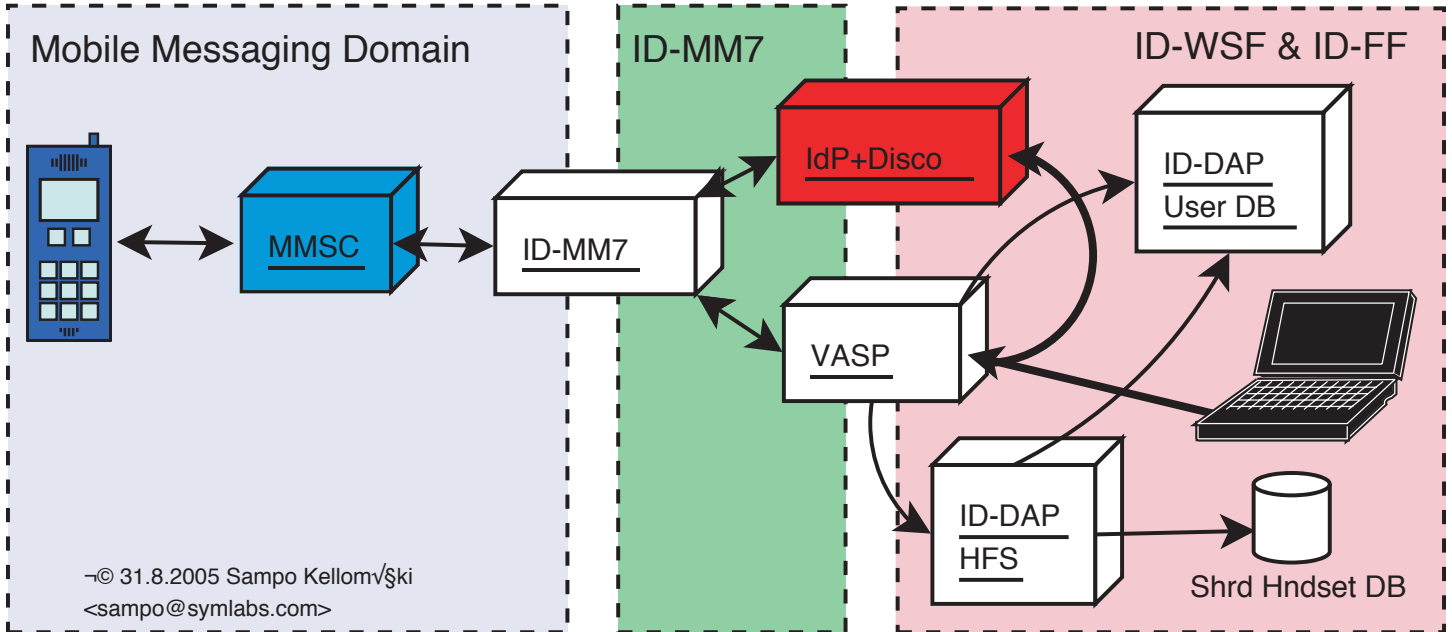 Mobile Messaging Domain
ID-MM7
ID-WSF & ID-FF
IdP+Disco
ID-DAP
User DB
MMSC
ID-MM7
VASP
ID-DAP
HFS
Shrd Hndset DB
¬© 31.8.2005 Sampo Kellom√§ki
<sampo@symlabs.com>